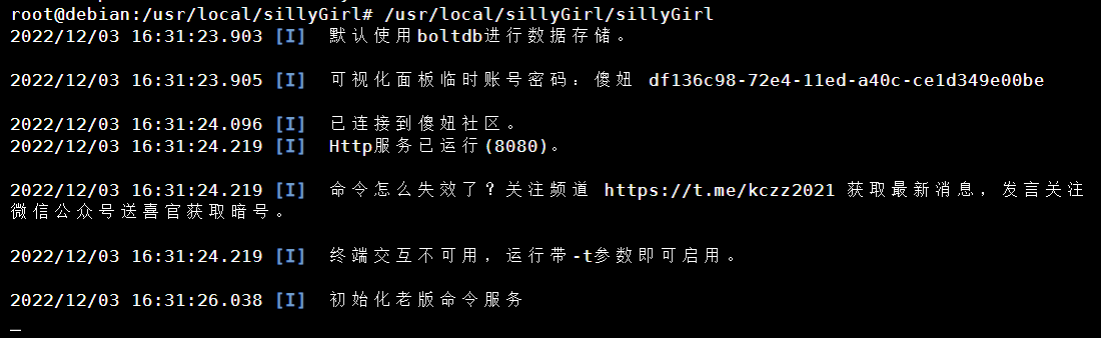 root@debian:/usr/local/sillyGirl# /usr/local/sillyGirl/sillyGirl
2022/12/03 16:31:23.903 [I]  默认使用boltdb进行数据存储。
2022/12/03 16:31:23.905 [I]  可视化面板临时账号密码：傻妞 df136c98-72e4-11ed-a40c-ce1d349e00be
2022/12/03 16:31:24.096 [I]  已连接到傻妞社区。
2022/12/03 16:31:24.219 [I]  Http服务已运行(8080)。
2022/12/03 16:31:24.219 [I]  命令怎么失效了？关注频道 https://t.me/kczz2021 获取最新消息，发言关注
微信公众号送喜官获取暗号。
2022/12/03 16:31:24.219 [I]  终端交互不可用，运行带-t参数即可启用。
2022/12/03 16:31:26.038 [I]  初始化老版命令服务